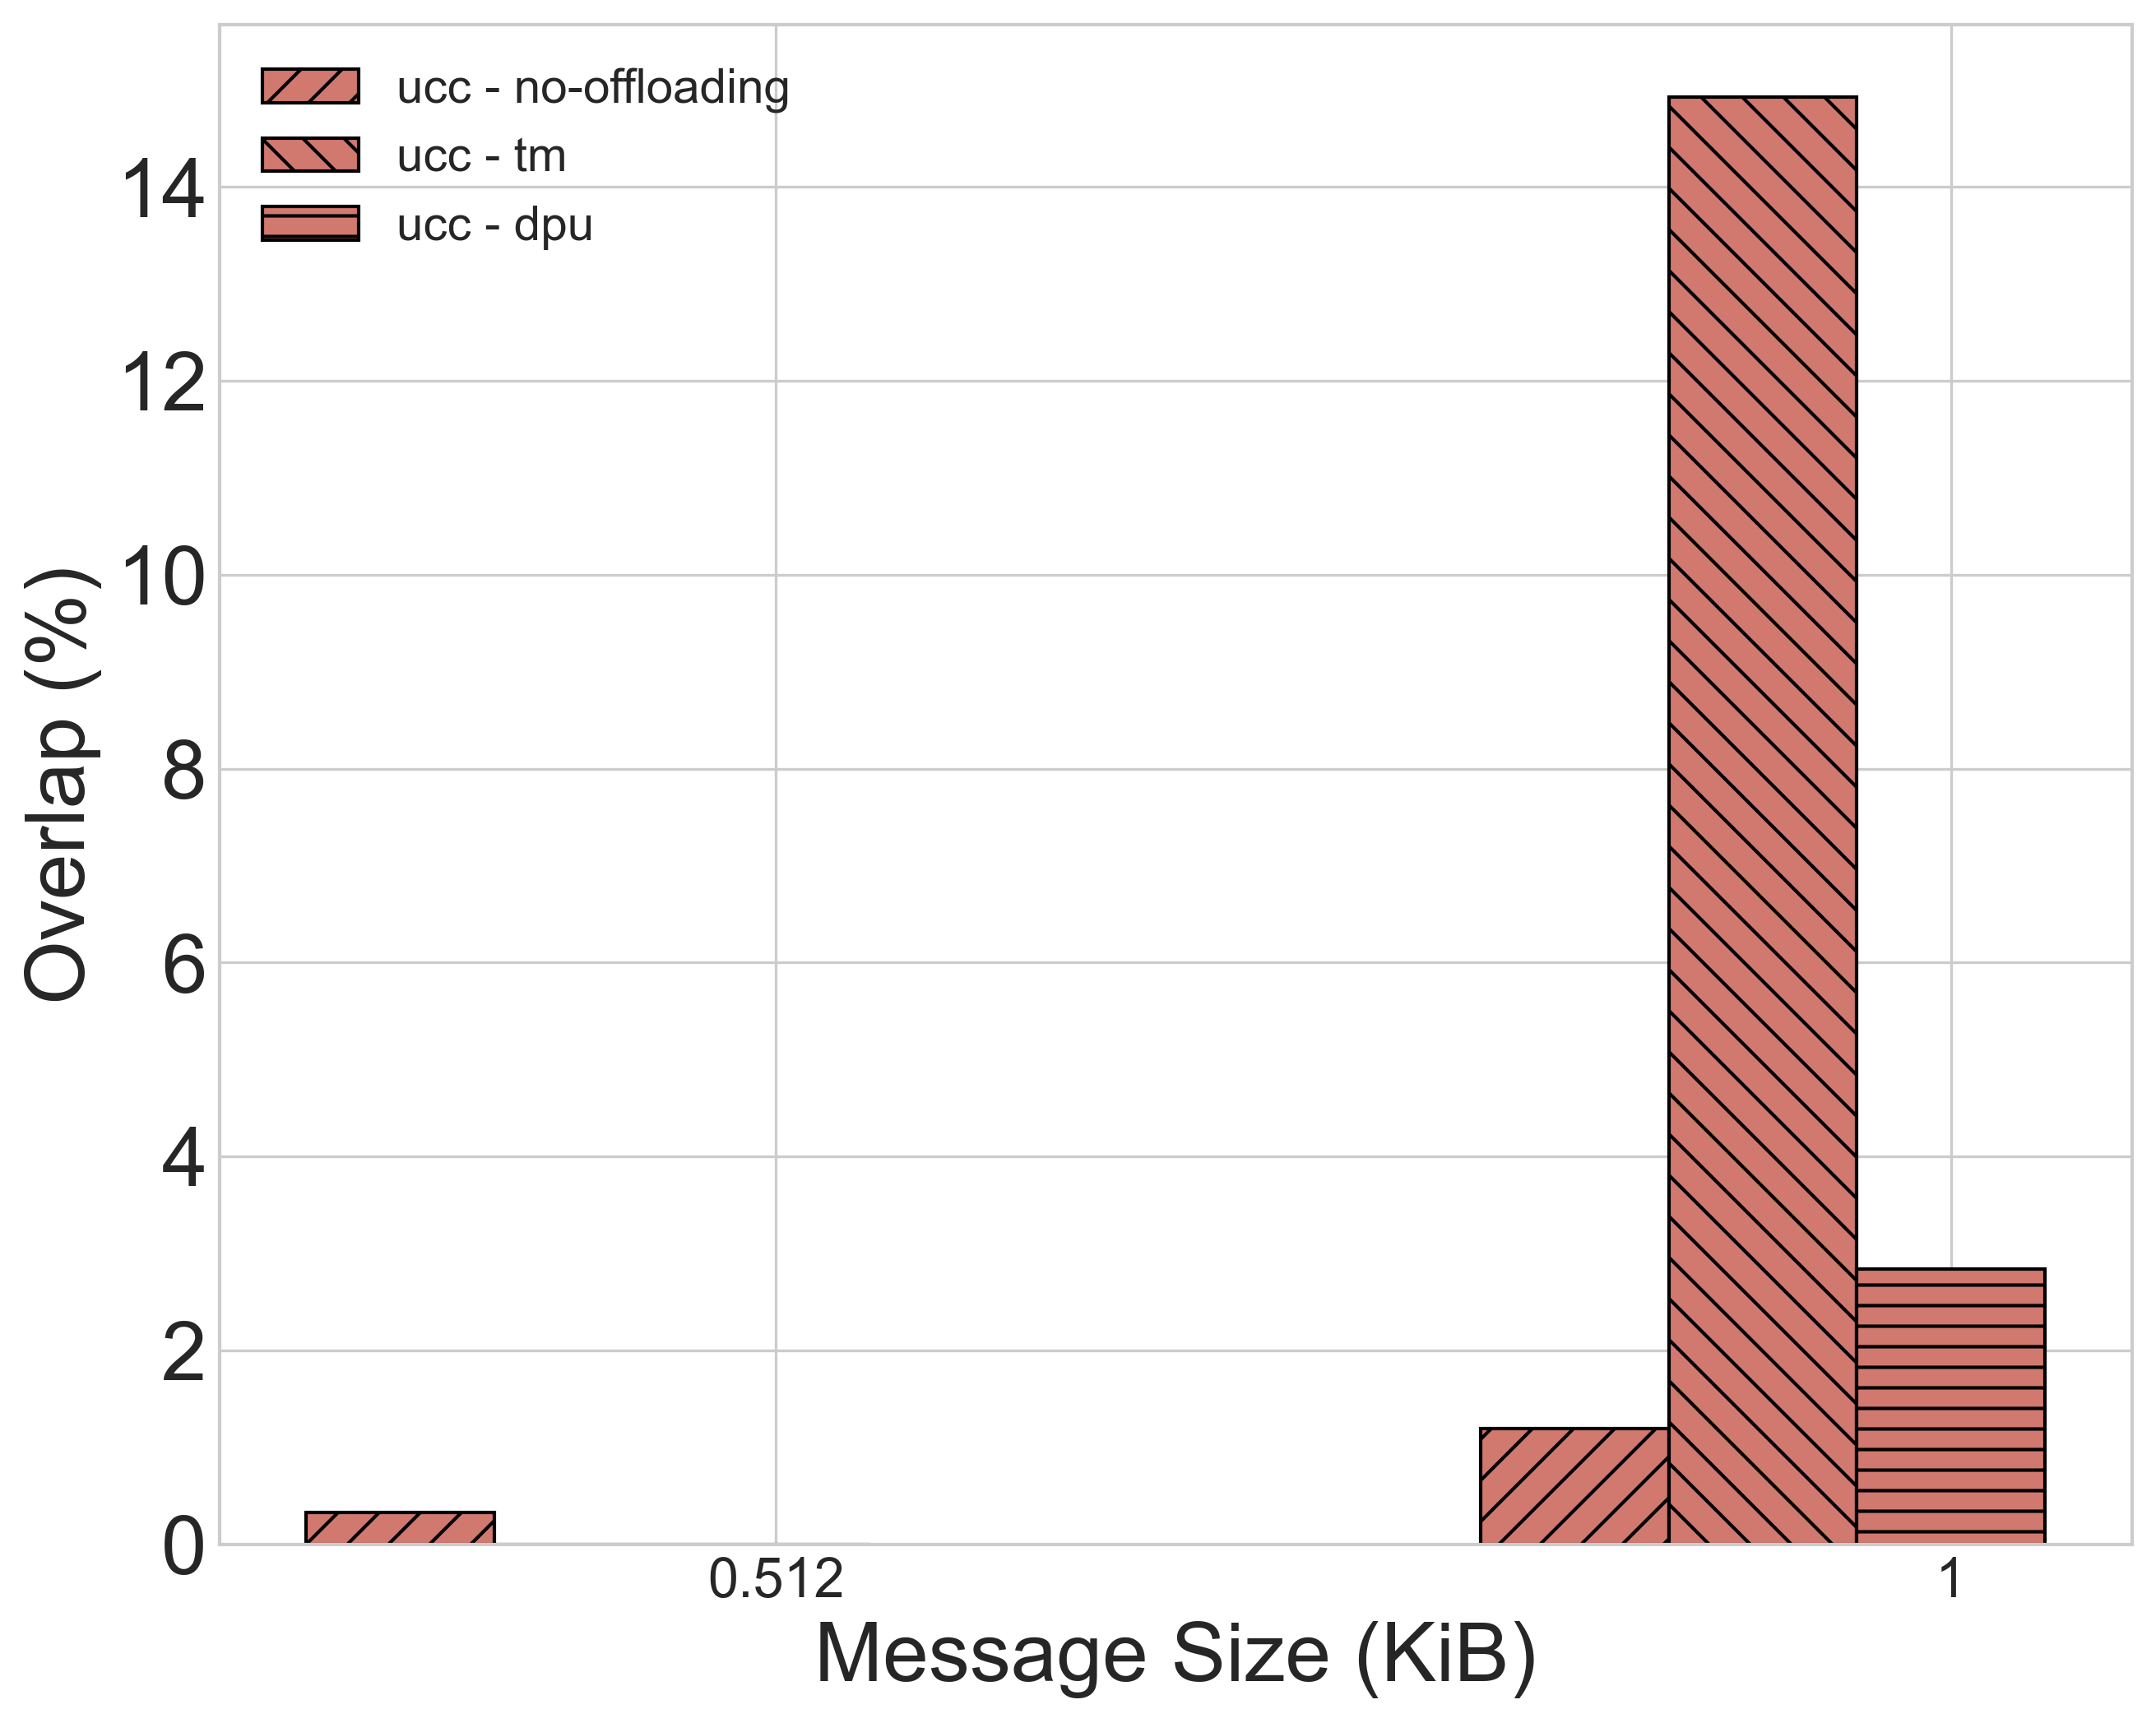 ucc - no-offloading
ucc - tm
ucc - dpu
14
12
10
8
6
4
2
0
Overlap (%)
0.512
1
Message Size (KiB)